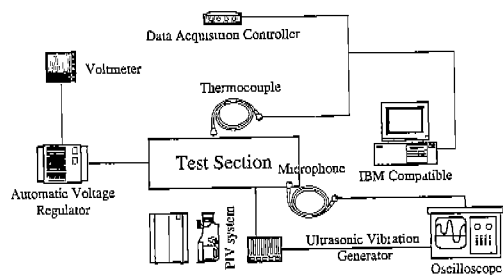 Data Acquisition Controller
Voltmeter
Thermocouple
Test Section
Microphone
IBM Compatible
Automatic Voltage
Regulator
PIV system
Ultrasonic Vibration
Generator
Oscilloscope